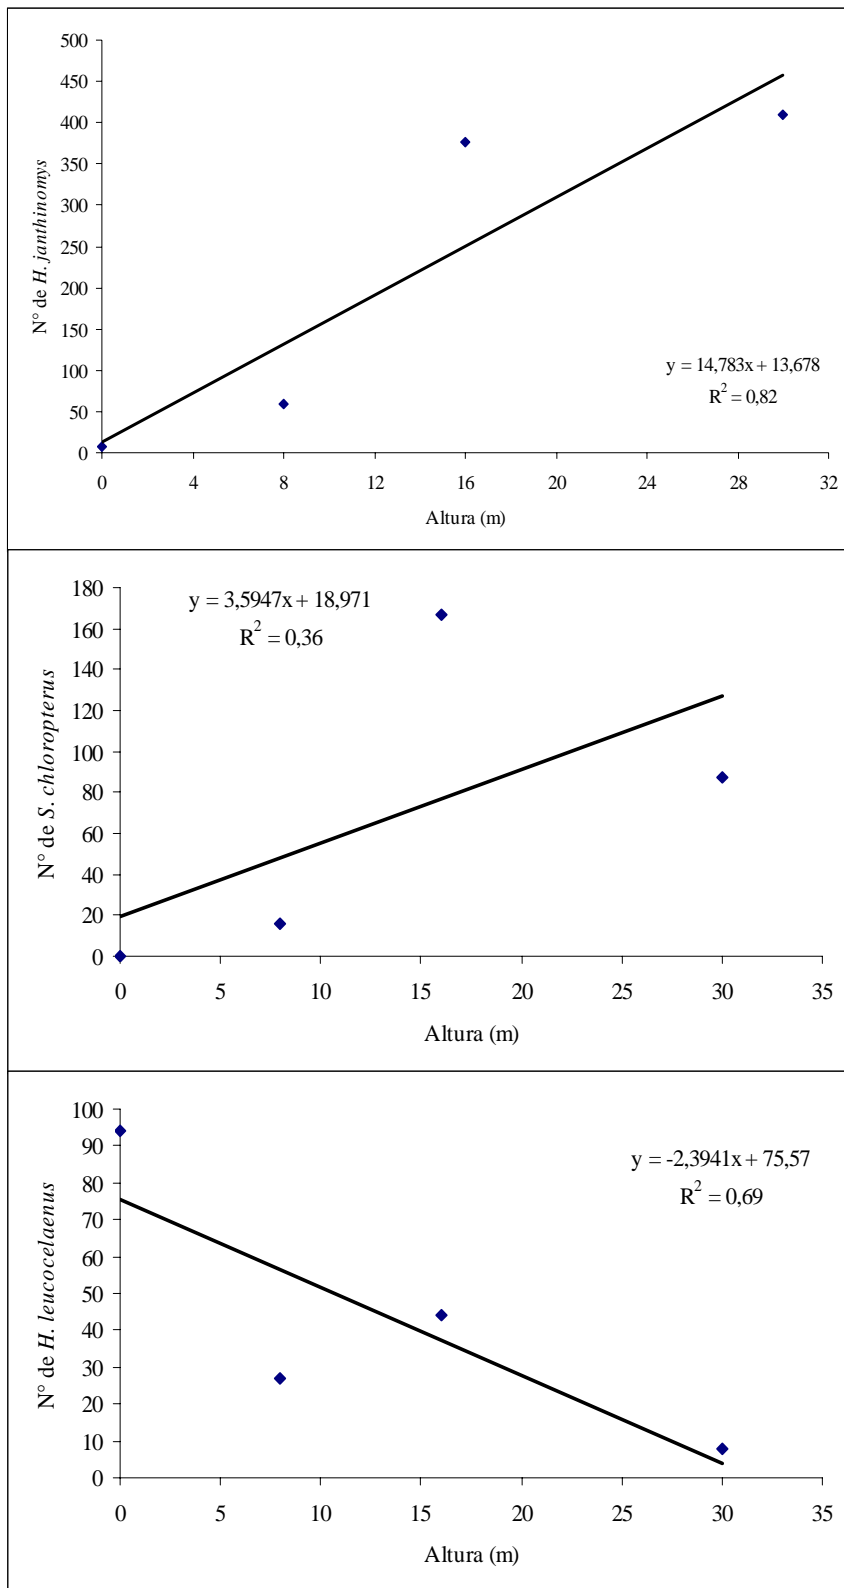 500
450
400
350
300
250
200
150
100
50
0
N° de H. janthinomys
y = 14,783x + 13,678
R² = 0,82
0 4 8 12 16 20 24 28 32
Altura (m)
180
160
140
120
100
80
60
40
20
0
N° de S. chloropterus
y = 3,5947x + 18,971
R² = 0,36
0 5 10 15 20 25 30 35
Altura (m)
100
90
80
70
60
50
40
30
20
10
0
N° de H. leucocelaenus
y = -2,3941x + 75,57
R² = 0,69
0 5 10 15 20 25 30 35
Altura (m)